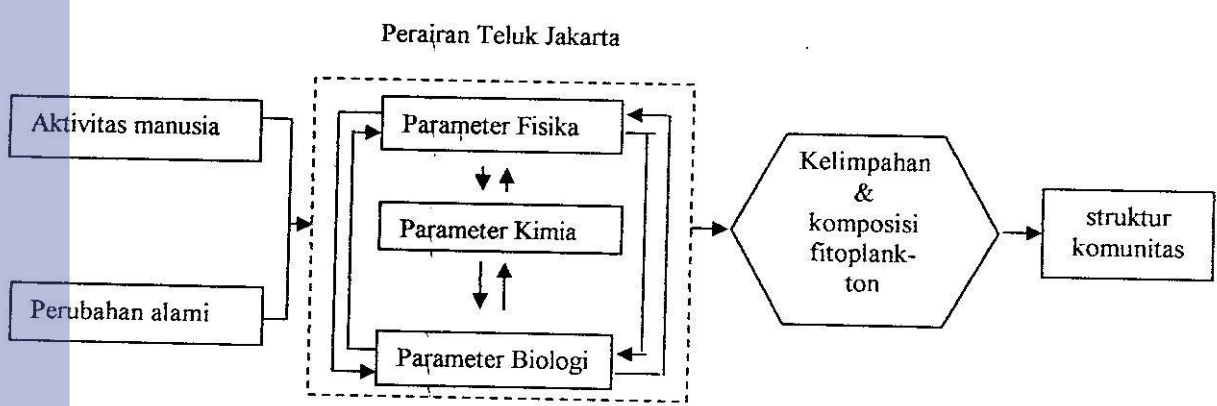 Perairan Teluk Jakarta
Aktivitas manusia
Perubahan alami
Parameter Fisika
Parameter Kimia
Parameter Biologi
Kelimpahan
&
komposisi
fitoplank-
ton
struktur
komunitas